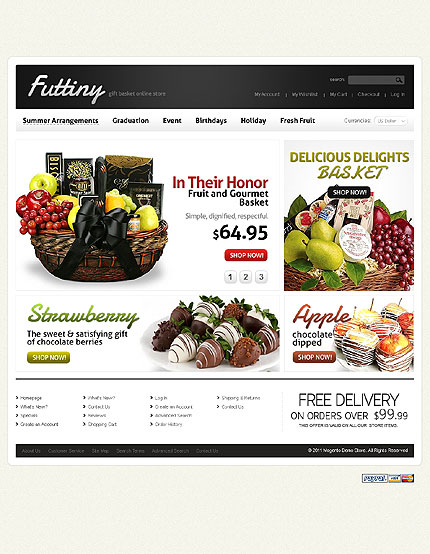 Futtiny gift basket online store
search:
My Account | My Wishlist | My Cart | Checkout | Log In
Summer Arrangements Graduation Event Birthdays Holiday Fresh Fruit Currencies: US Dollar
In Their Honor
Fruit and Gourmet
Basket
Simple, dignified, respectful
$64.95
SHOP NOW!
1 2 3
DELICIOUS DELIGHTS
BASKET
SHOP NOW!
Strawberry
The sweet & satisfying gift
of chocolate berries
SHOP NOW!
Apple
chocolate
dipped
SHOP NOW!
Homepage
What's New?
Specials
Create an Account
What's New?
Contact Us
Reviews
Shopping Cart
Log In
Create an Account
Advanced Search
Order History
Shipping & Returns
Contact Us
FREE DELIVERY
ON ORDERS OVER $99.99
THIS OFFER IS VALID ON ALL OUR STORE ITEMS.
About Us Customer Service Site Map Search Terms Advanced Search Contact Us
© 2011 Magento Demo Store. All Rights Reserved.
PayPal